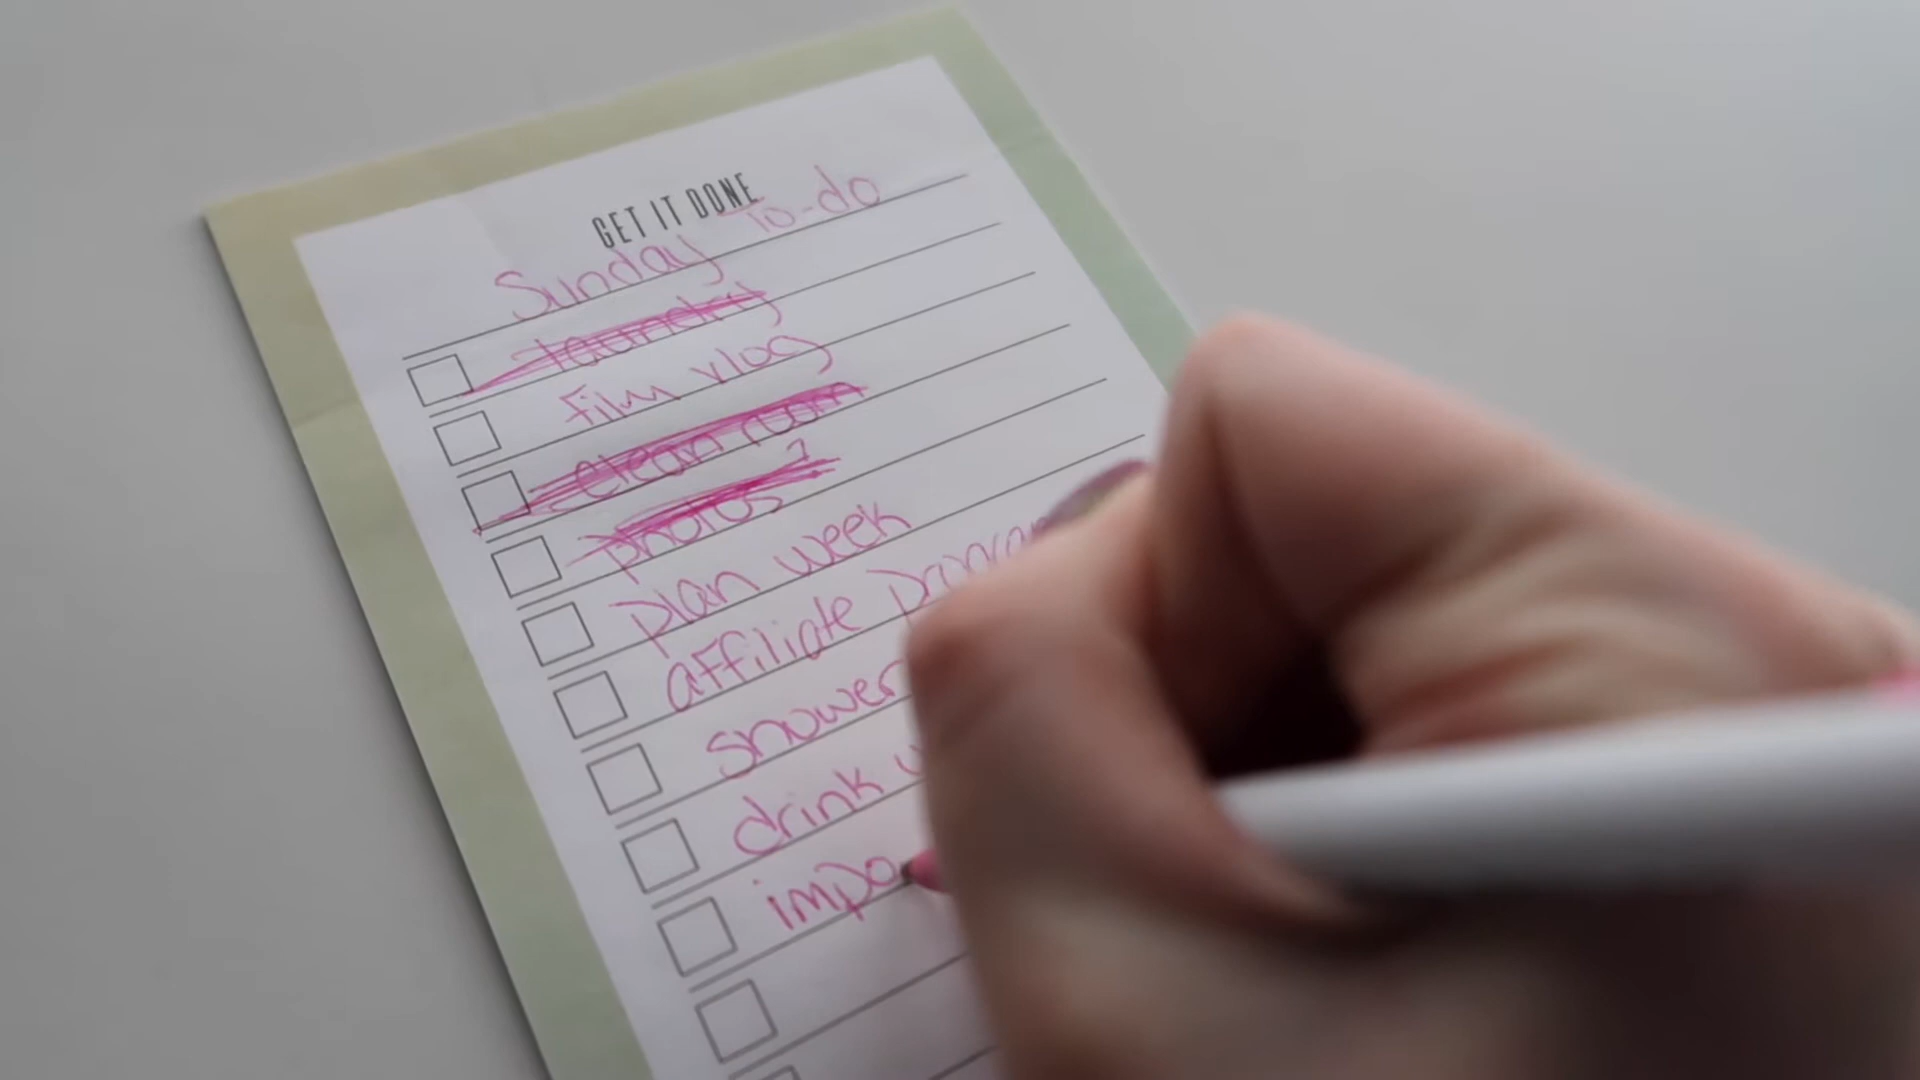 GET IT DONE
Sunday To-do
laundry
film vlog
clean room
photos
plan week
affiliate
shower
drink
impo